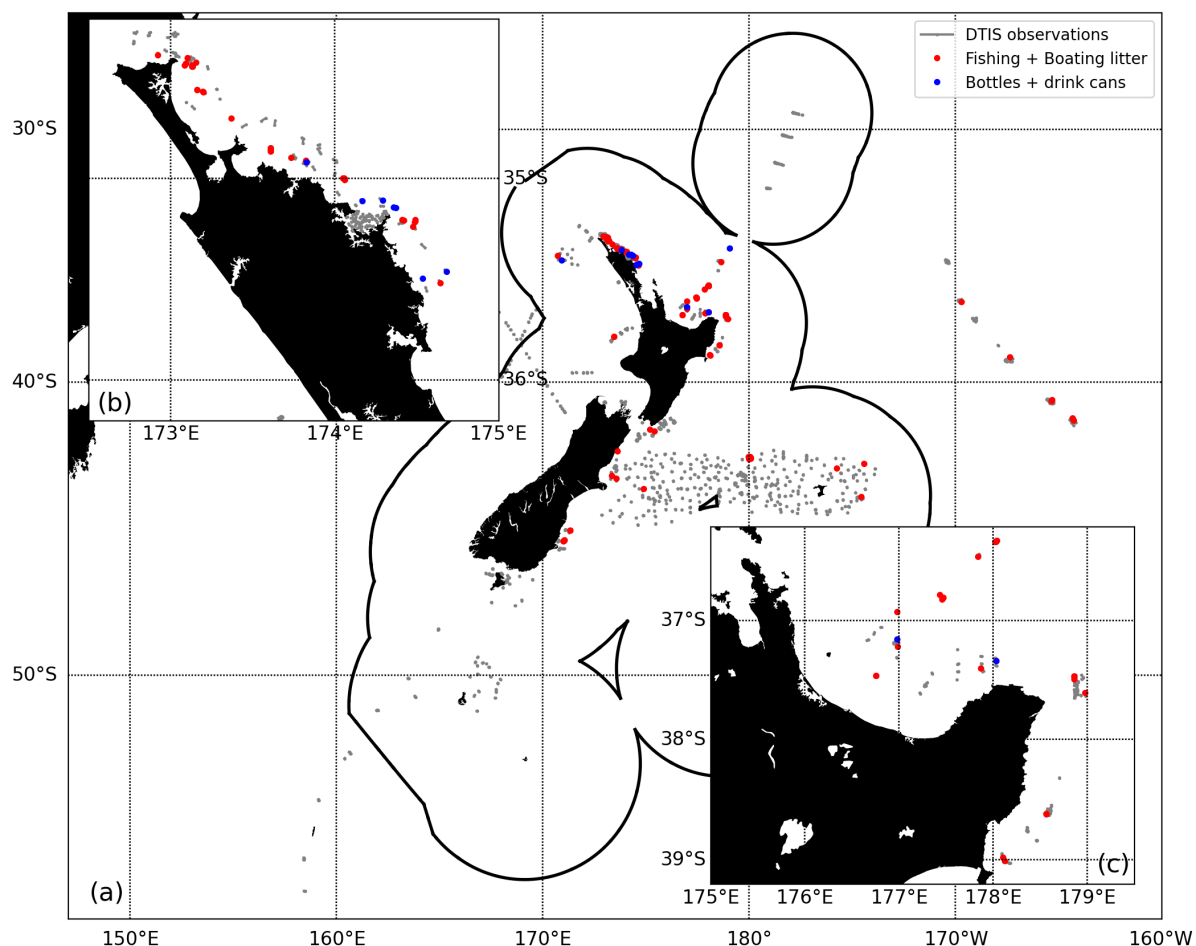 DTIS observations
Fishing + Boating litter
Bottles + drink cans
30°S
40°S
50°S
35°S
36°S
(b)
173°E
174°E
175°E
37°S
38°S
39°S
(c)
175°E
176°E
177°E
178°E
179°E
(a)
150°E
160°E
170°E
180°
170°W
160°W